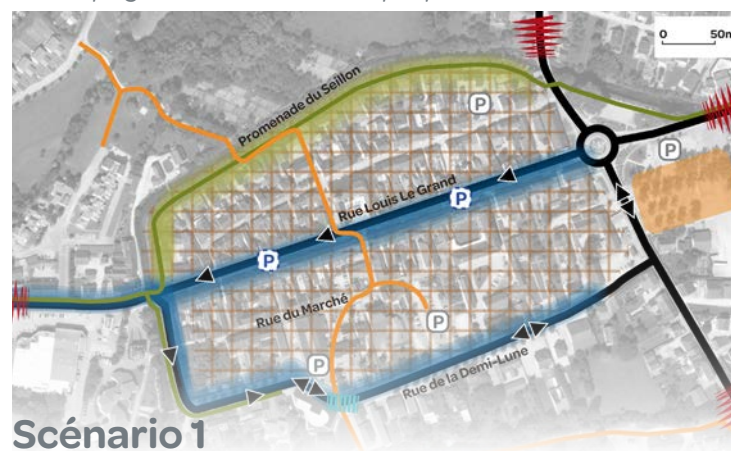 0 50m
Promenade du Seillon
P
P
Rue Louis Le Grand
P
P
Rue du Marché
P
P
Rue de la Demi-Lune
Scénario 1